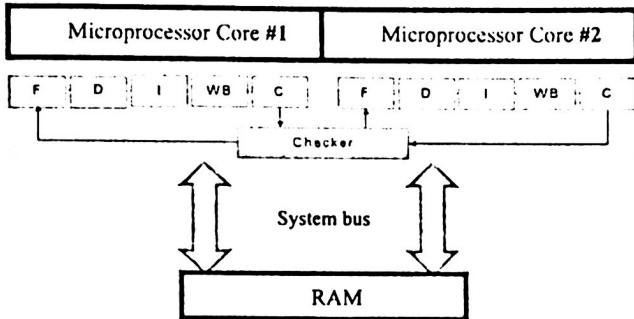 Microprocessor Core #1 Microprocessor Core #2
F D I WB C F D I WB C
Checker
System bus
RAM